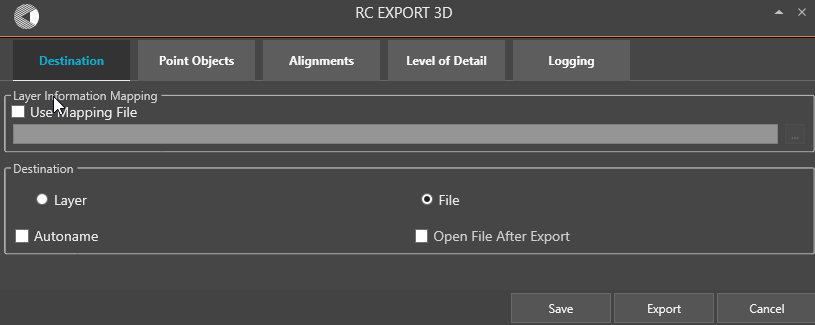 RC EXPORT 3D
Destination Point Objects Alignments Level of Detail Logging
Layer Information Mapping
Use Mapping File
...
Destination
Layer File
Autoname Open File After Export
Save Export Cancel